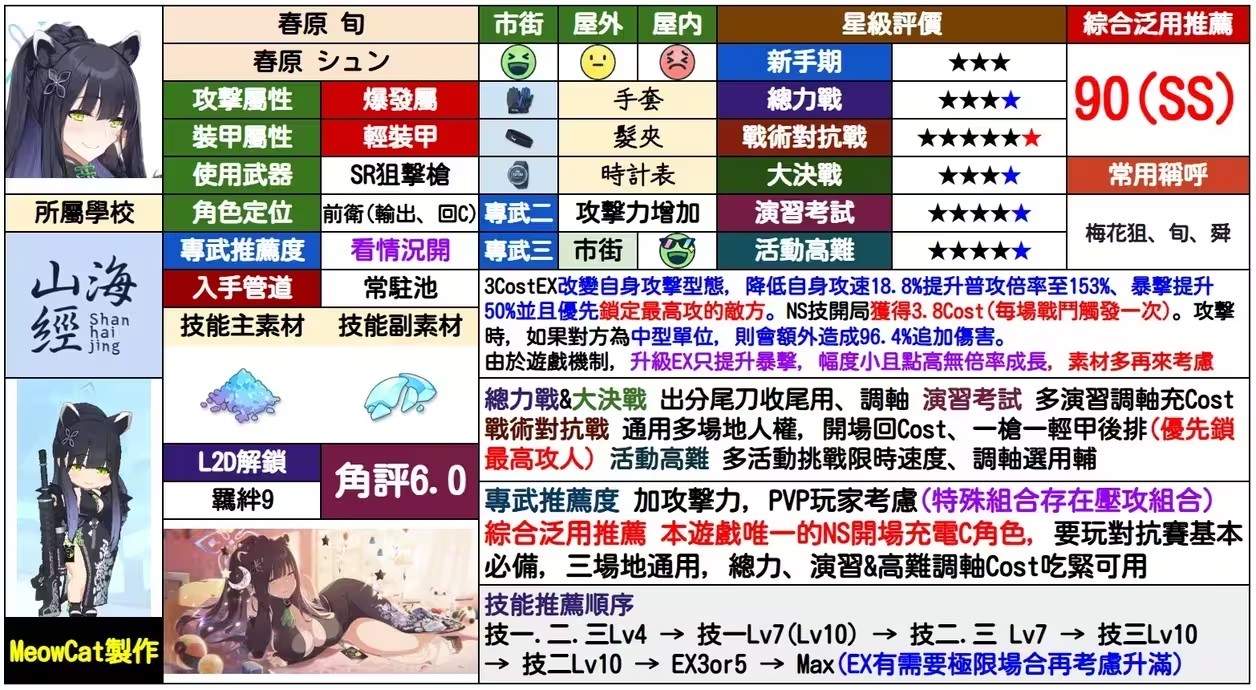 春原 旬
市街
屋外
屋内
星級評價
綜合泛用推薦
春原 シュン
新手期
★★★
90(SS)
攻擊屬性
爆發屬
手套
總力戰
★★★★
裝甲屬性
輕裝甲
髮夾
戰術對抗戰
★★★★★★
使用武器
SR狙擊槍
時計表
大決戰
★★★★
常用稱呼
所屬學校
角色定位
前衛(輸出、回C)
專武二
攻擊力增加
演習考試
★★★★★
梅花狙、旬、舜
山海經
Shan
hai
jing
專武推薦度
看情況開
專武三
市街
活動高難
★★★★★
入手管道
常駐池
3CostEX改變自身攻擊型態, 降低自身攻速18.8%提升普攻倍率至153%、暴擊提升
50%並且優先鎖定最高攻的敵方。NS技開局獲得3.8Cost(每場戰鬥觸發一次)。攻擊
時, 如果對方為中型單位, 則會額外造成96.4%追加傷害。
由於遊戲機制, 升級EX只提升暴擊, 幅度小且點高無倍率成長, 素材多再來考慮
技能主素材
技能副素材
總力戰&大決戰 出分尾刀收尾用、調軸 演習考試 多演習調軸充Cost
戰術對抗戰 通用多場地人權, 開場回Cost、一槍一輕甲後排(優先鎖
最高攻人) 活動高難 多活動挑戰限時速度、調軸選用輔
L2D解鎖
羈絆9
角評6.0
專武推薦度 加攻擊力, PVP玩家考慮(特殊組合存在壓攻組合)
綜合泛用推薦 本遊戲唯一的NS開場充電C角色, 要玩對抗賽基本
必備, 三場地通用, 總力、演習&高難調軸Cost吃緊可用
技能推薦順序
技一.二.三Lv4 → 技一Lv7(Lv10) → 技二.三 Lv7 → 技三Lv10
→ 技二Lv10 → EX3or5 → Max(EX有需要極限場合再考慮升滿)
MeowCat製作